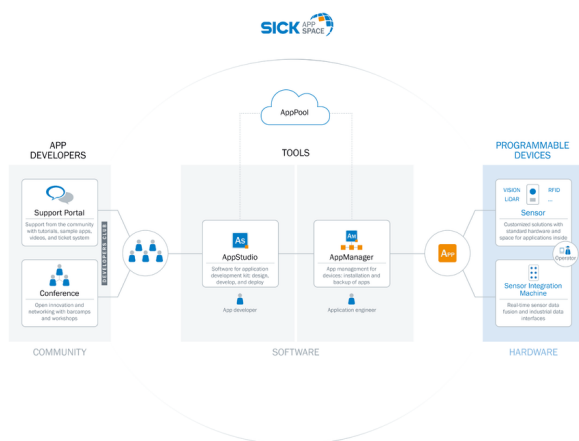 SICK APP
SPACE
AppPool
APP
DEVELOPERS
TOOLS
PROGRAMMABLE
DEVICES
Support Portal
Support from the community
with tutorials, sample apps,
videos, and ticket system
Conference
Open innovation and
networking with barcamps
and workshops
DEVELOPERS CLUB
As
AppStudio
Software for application
development kit: design,
develop, and deploy
App developer
AM
AppManager
App management for
devices: installation and
backup of apps
Application engineer
APP
VISION
RFID
LiDAR
...
Sensor
Customised solutions with
standard hardware and
space for applications inside
Operator
Sensor Integration
Machine
Real-time sensor data
fusion and industrial data
interfaces
COMMUNITY
SOFTWARE
HARDWARE